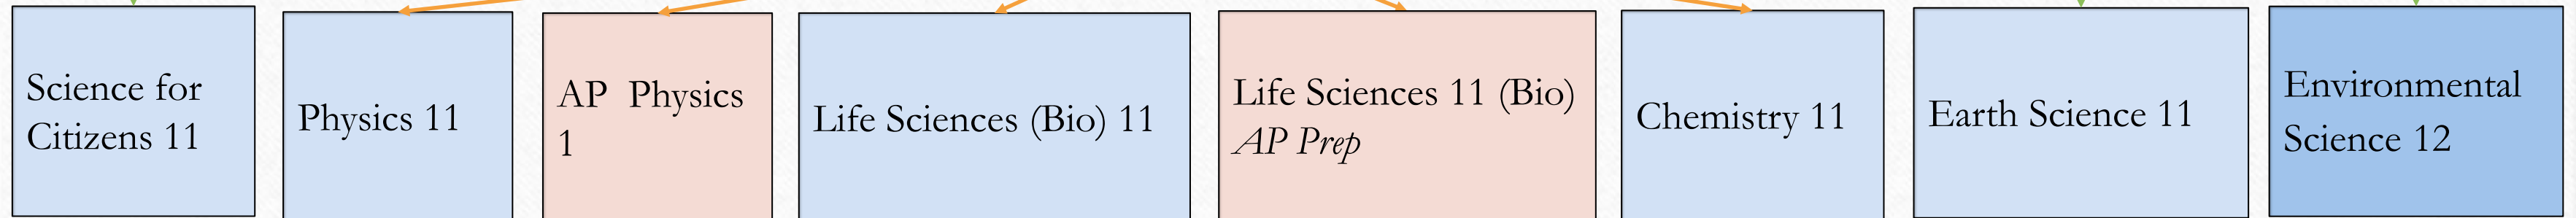 Science for
Citizens 11
Physics 11
AP  Physics
1
Life Sciences (Bio) 11
Life Sciences 11 (Bio)
AP Prep
Chemistry 11
Earth Science 11
Environmental
Science 12